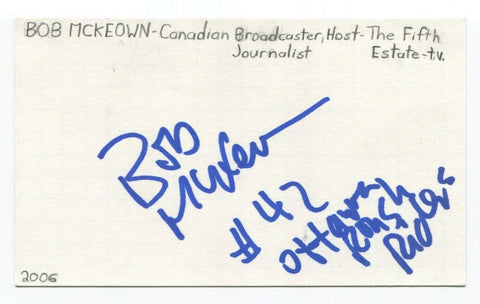 BOB MCKEOWN-Canadian Broadcaster, Host-The Fifth
Journalist Estate-t.v.
BOB
McKeown
#42
Ottawa
Rough
Riders
2006